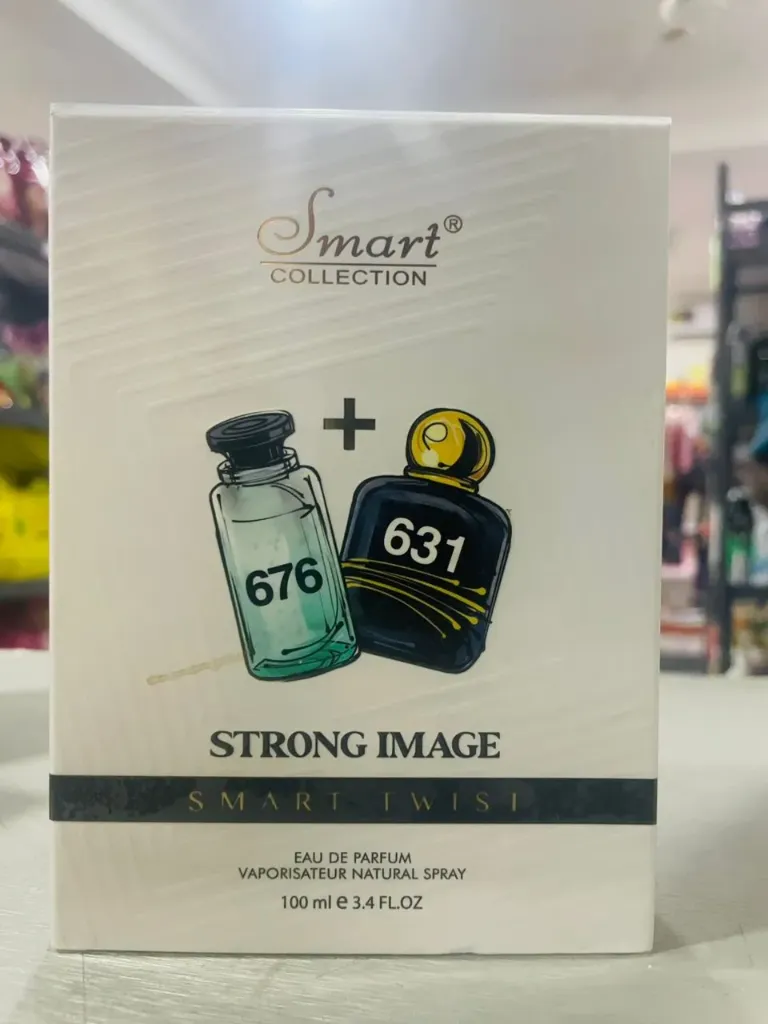 Smart®
COLLECTION
+
676
631
STRONG IMAGE
SMART TWIST
EAU DE PARFUM
VAPORISATEUR NATURAL SPRAY
100 ml e 3.4 FL.OZ